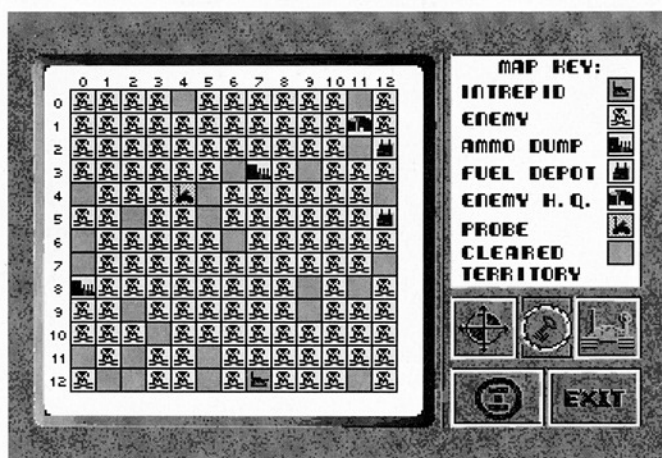 0 1 2 3 4 5 6 7 8 9 10 11 12
0
1
2
3
4
5
6
7
8
9
10
11
12
MAP KEY:
INTREPID
ENEMY
AMMO DUMP
FUEL DEPOT
ENEMY H.Q.
PROBE
CLEARED
TERRITORY
EXIT